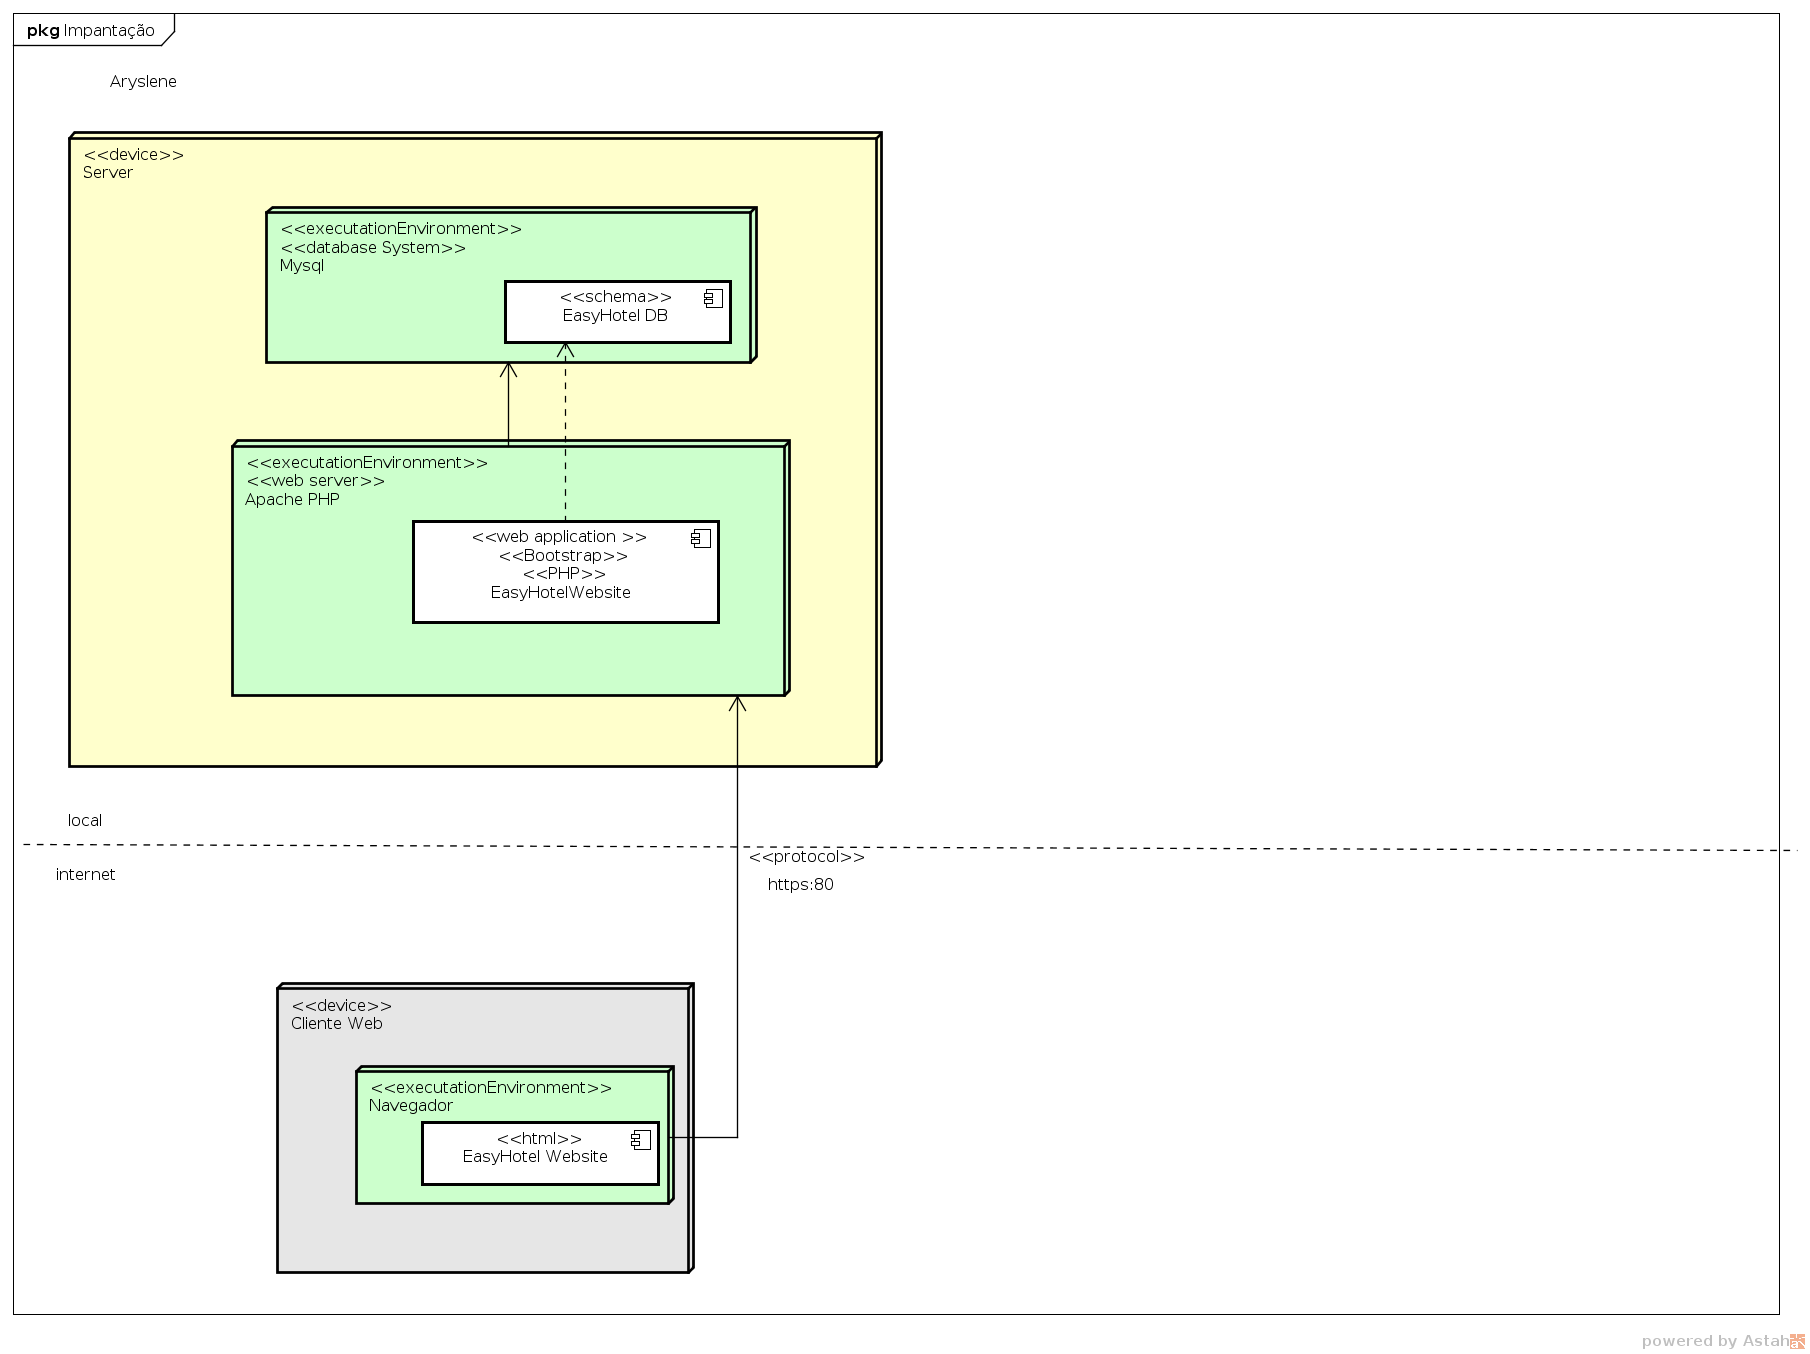 pkg Impantação
Aryslene
<<device>>
Server
<<executationEnvironment>>
<<database System>>
Mysql
<<schema>>
EasyHotel DB
<<executationEnvironment>>
<<web server>>
Apache PHP
<<web application >>
<<Bootstrap>>
<<PHP>>
EasyHotelWebsite
local
<<protocol>>
https:80
internet
<<device>>
Cliente Web
<<executationEnvironment>>
Navegador
<<html>>
EasyHotel Website
powered by Astah